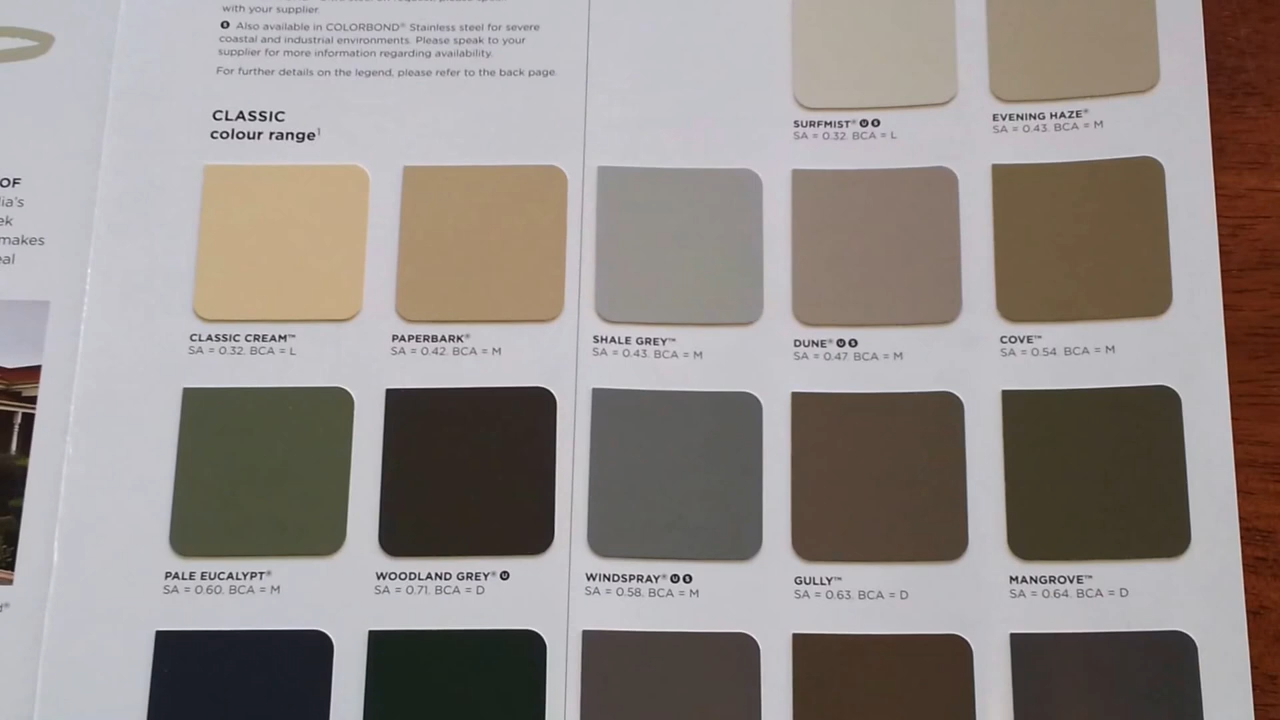 with your supplier.
S Also available in COLORBOND® Stainless steel for severe
coastal and industrial environments. Please speak to your
supplier for more information regarding availability.
For further details on the legend, please refer to the back page.
CLASSIC
colour range¹
OF
lia's
ek
makes
eal
SURFMIST® U S
SA = 0.32. BCA = L
EVENING HAZE®
SA = 0.43. BCA = M
CLASSIC CREAM™
SA = 0.32. BCA = L
PAPERBARK®
SA = 0.42. BCA = M
SHALE GREY™
SA = 0.43. BCA = M
DUNE® U S
SA = 0.47. BCA = M
COVE™
SA = 0.54. BCA = M
PALE EUCALYPT®
SA = 0.60. BCA = M
WOODLAND GREY® U
SA = 0.71. BCA = D
WINDSPRAY® U S
SA = 0.58. BCA = M
GULLY™
SA = 0.63. BCA = D
MANGROVE™
SA = 0.64. BCA = D